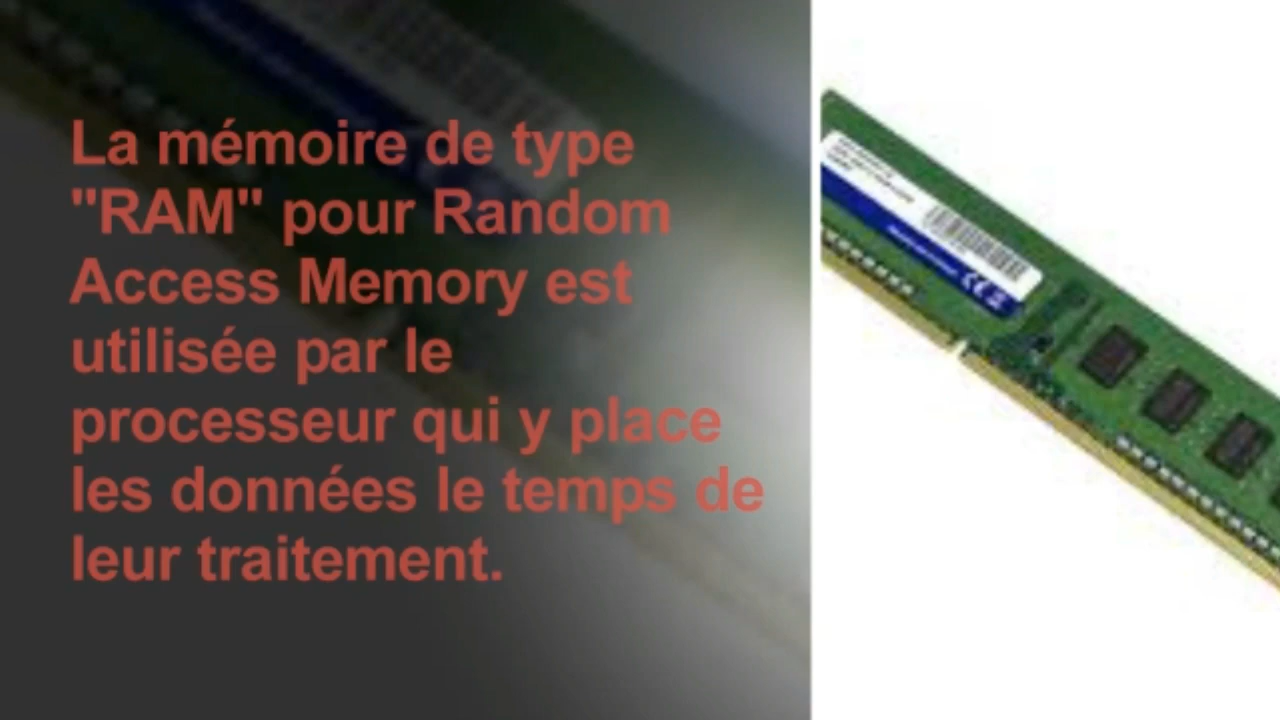 La mémoire de type
"RAM" pour Random
Access Memory est
utilisée par le
processeur qui y place
les données le temps de
leur traitement.